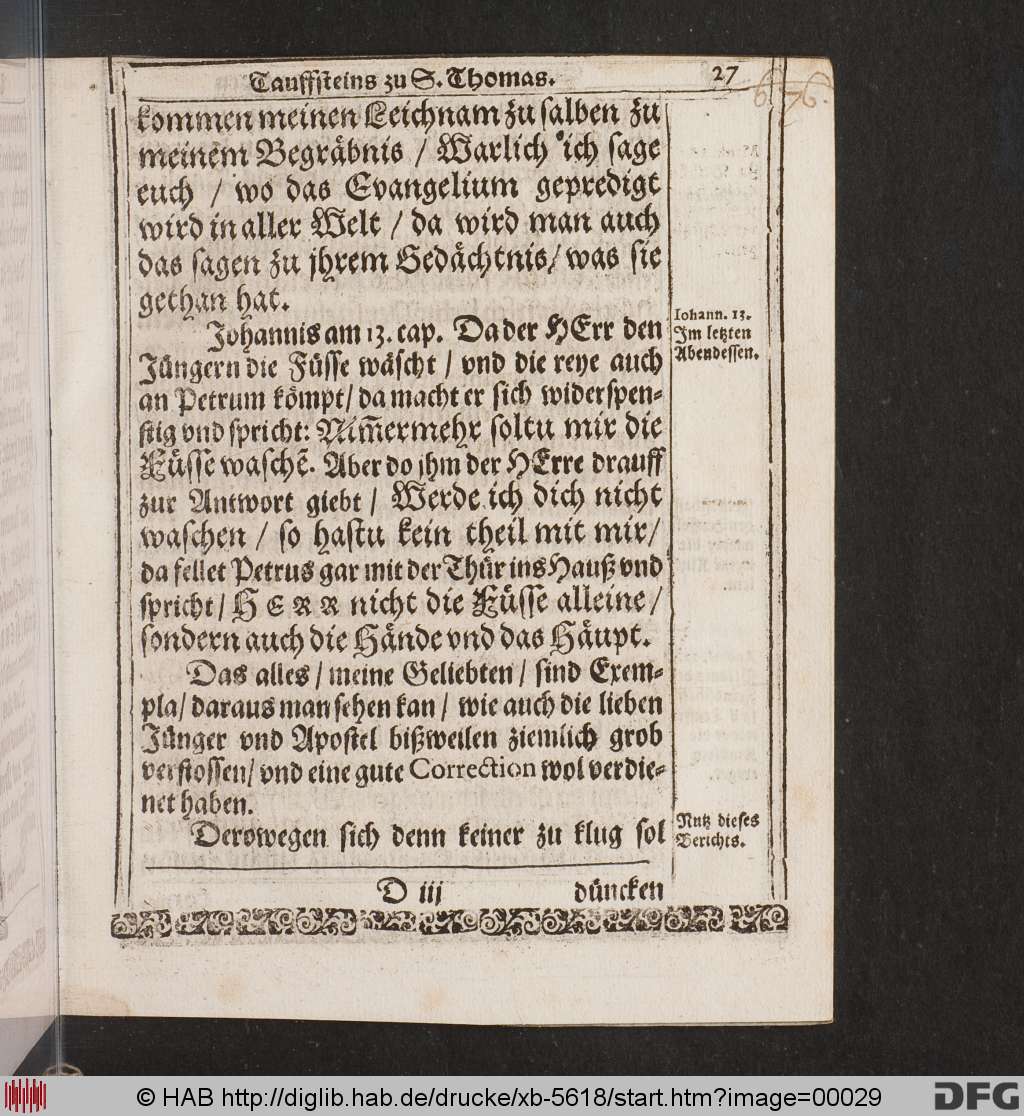 Tauffsteins zu S. Thomas. 27
kommen meinen Leichnam zu salben zu
meinem Begräbnis / Warlich ich sage
euch / wo das Evangelium gepredigt
wird in aller Welt / da wird man auch
das sagen zu jhrem Gedächtnis / was sie
gethan hat.
Johannis am 13. cap. Da der HErr den
Jüngern die Füsse wäscht / vnd die reye auch
an Petrum kömpt / da macht er sich widerspen-
stig vnd spricht: Nim̃ermehr soltu mir die
Füsse waschẽ. Aber do jhm der HErre drauff
zur Antwort giebt / Werde ich dich nicht
waschen / so hastu kein theil mit mir /
da fellet Petrus gar mit der Thür ins Hauß vnd
spricht / HERR nicht die Füsse alleine /
sondern auch die Hände vnd das Häupt.
Johann. 13.
Im letzten
Abendessen.
Das alles / meine Geliebten / sind Exem-
pla / daraus man sehen kan / wie auch die lieben
Jünger vnd Apostel bißweilen ziemlich grob
verstossen / vnd eine gute Correction wol verdie-
net haben.
Derowegen sich denn keiner zu klug sol
Nutz dieses
Berichts.
D iij düncken
© HAB http://diglib.hab.de/drucke/xb-5618/start.htm?image=00029
DFG